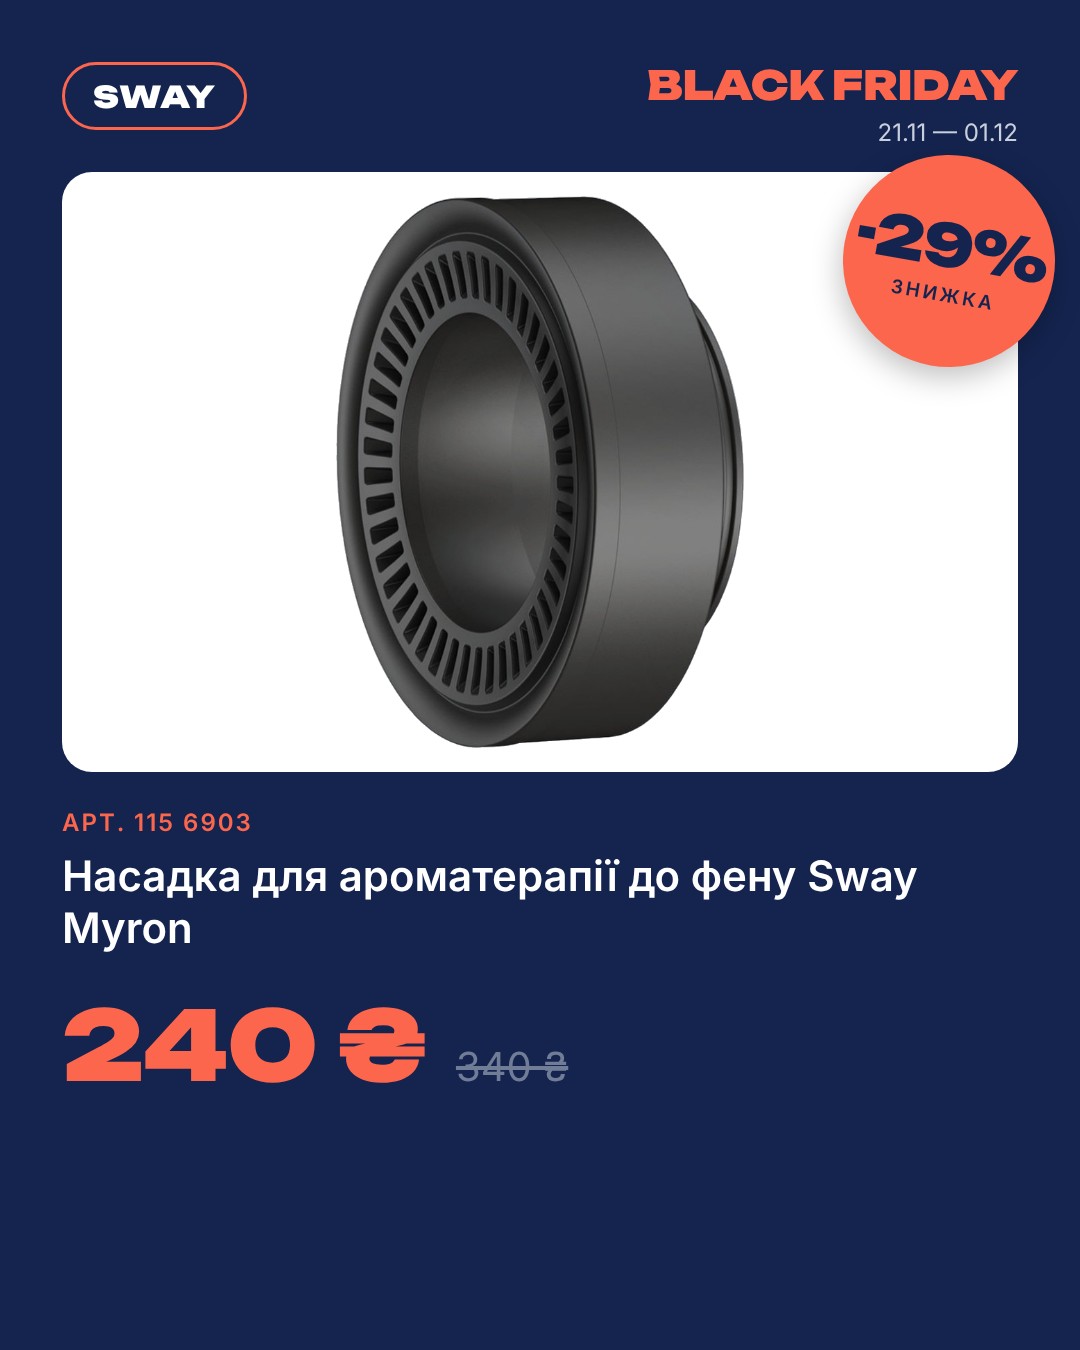 SWAY
BLACK FRIDAY
21.11 — 01.12
-29%
ЗНИЖКА
АРТ. 115 6903
Насадка для ароматерапії до фену Sway
Myron
240 ₴ 340 ₴